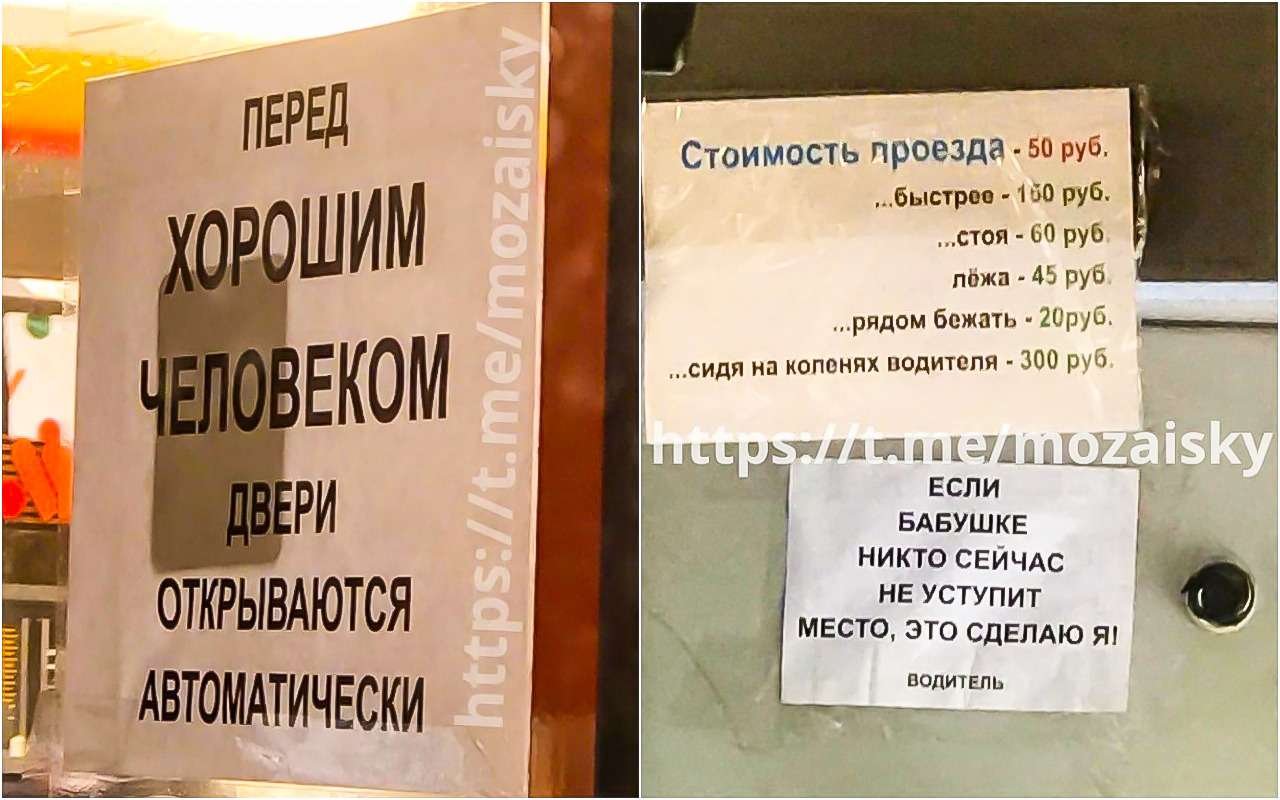 ПЕРЕД
ХОРОШИМ
ЧЕЛОВЕКОМ
ДВЕРИ
ОТКРЫВАЮТСЯ
АВТОМАТИЧЕСКИ
https://t.me/mozaisky
Стоимость проезда - 50 руб.
...быстрее - 160 руб.
...стоя - 60 руб.
лёжа - 45 руб.
...рядом бежать - 20руб.
...сидя на коленях водителя - 300 руб.
https://t.me/mozaisky
ЕСЛИ
БАБУШКЕ
НИКТО СЕЙЧАС
НЕ УСТУПИТ
МЕСТО, ЭТО СДЕЛАЮ Я!
ВОДИТЕЛЬ